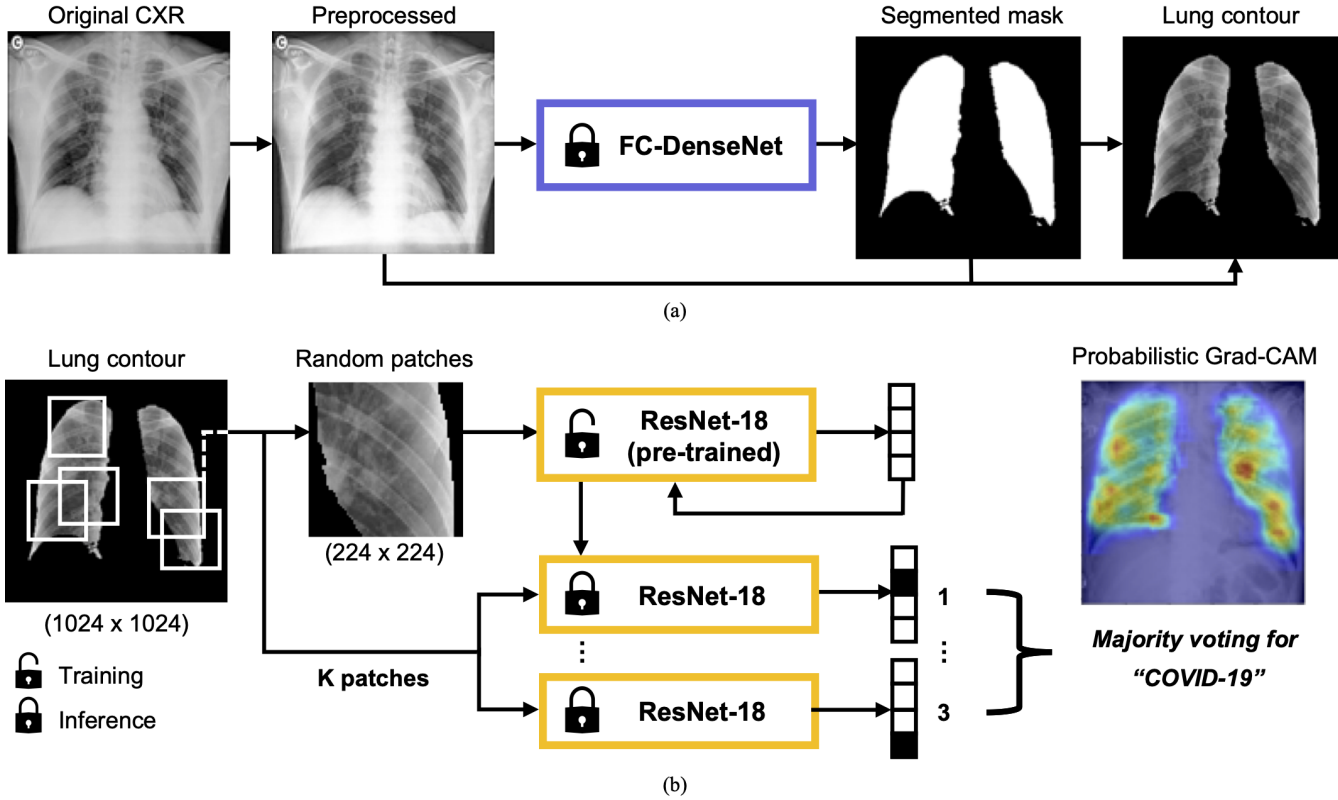 Original CXR
Preprocessed
Segmented mask
Lung contour
C
FC-DenseNet
(a)
Lung contour
Random patches
Probabilistic Grad-CAM
ResNet-18
(pre-trained)
(224 x 224)
(1024 x 1024)
ResNet-18
1
Training
Inference
K patches
ResNet-18
3
Majority voting for
“COVID-19”
(b)